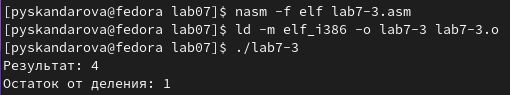 [pyskandarova@fedora lab07]$ nasm -f elf lab7-3.asm
[pyskandarova@fedora lab07]$ ld -m elf_i386 -o lab7-3 lab7-3.o
[pyskandarova@fedora lab07]$ ./lab7-3
Результат: 4
Остаток от деления: 1